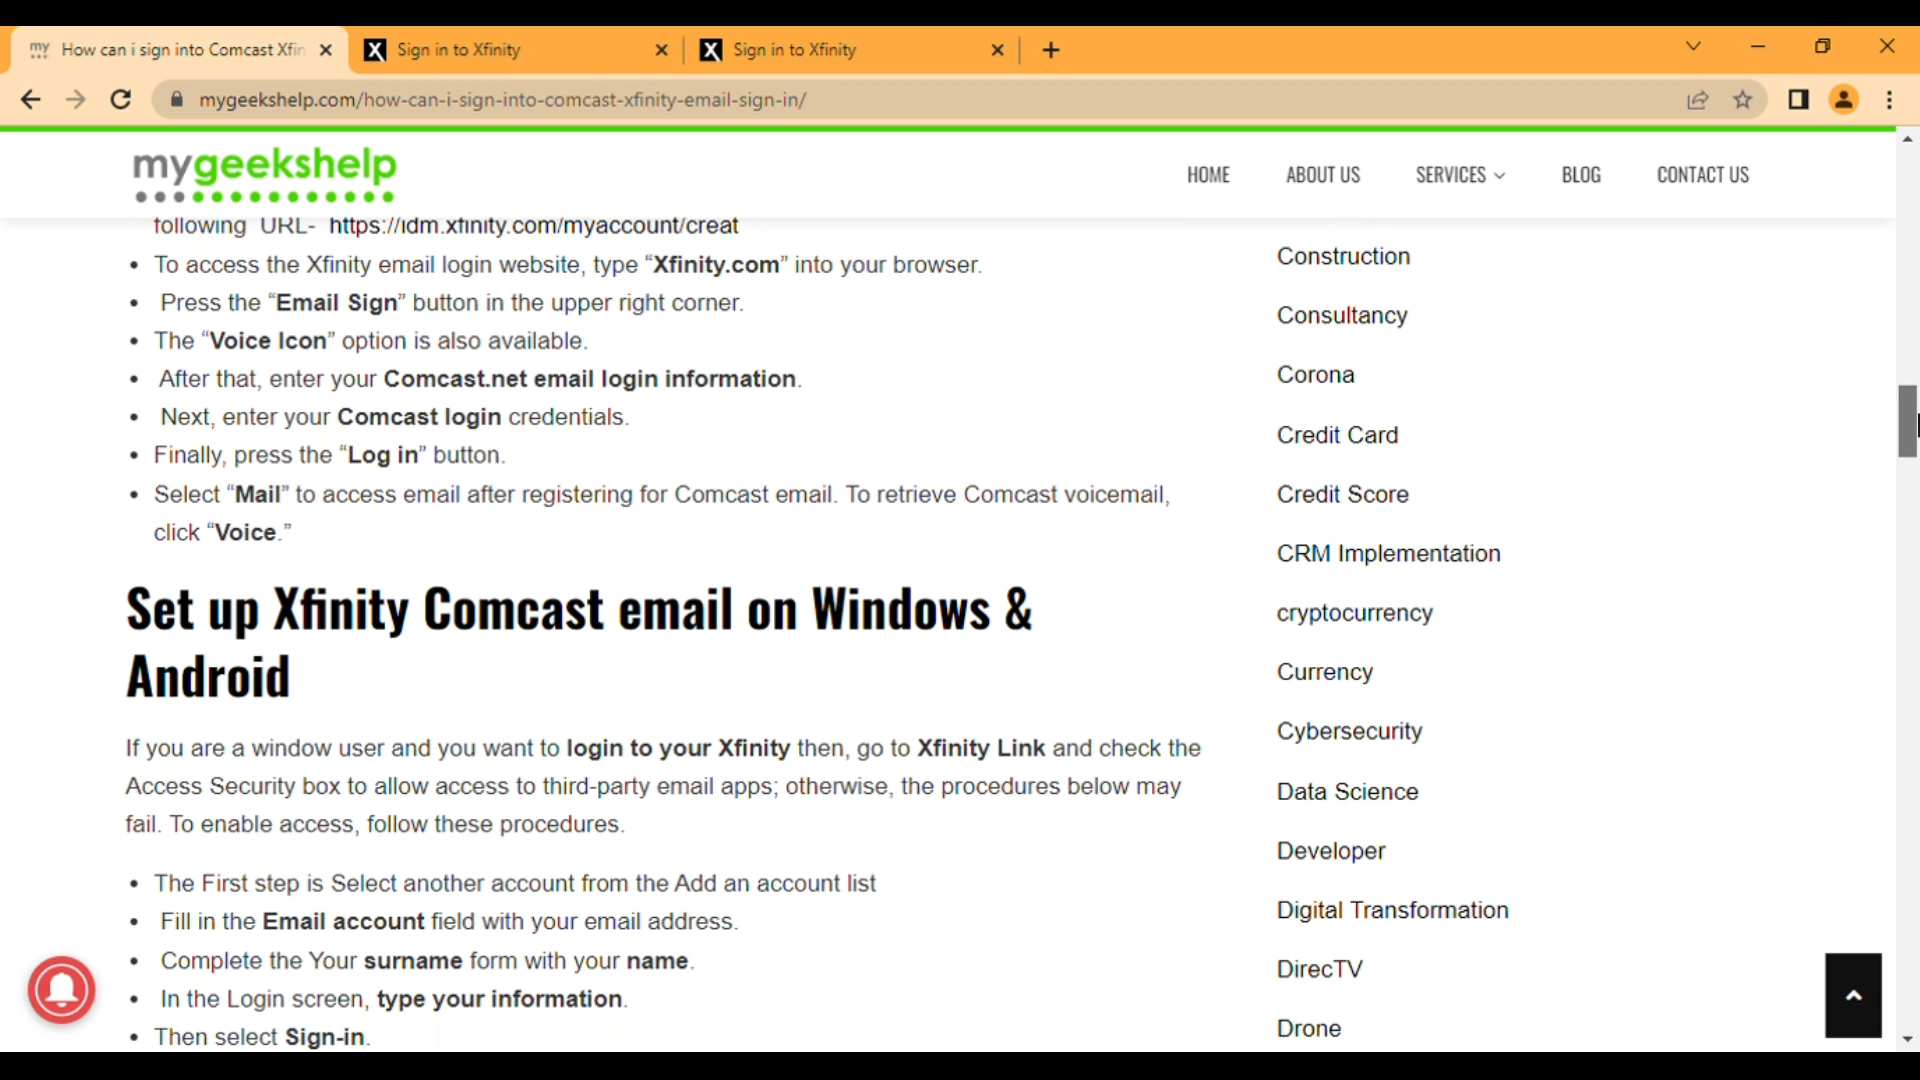 my How can i sign into Comcast Xfin
Sign in to Xfinity
Sign in to Xfinity
mygeekshelp.com/how-can-i-sign-into-comcast-xfinity-email-sign-in/
mygeekshelp
HOME
ABOUT US
SERVICES
BLOG
CONTACT US
following URL- https://idm.xfinity.com/myaccount/creat
• To access the Xfinity email login website, type “Xfinity.com” into your browser.
• Press the “Email Sign” button in the upper right corner.
• The “Voice Icon” option is also available.
• After that, enter your Comcast.net email login information.
• Next, enter your Comcast login credentials.
• Finally, press the “Log in” button.
• Select “Mail” to access email after registering for Comcast email. To retrieve Comcast voicemail,
click “Voice.”
Set up Xfinity Comcast email on Windows &
Android
If you are a window user and you want to login to your Xfinity then, go to Xfinity Link and check the
Access Security box to allow access to third-party email apps; otherwise, the procedures below may
fail. To enable access, follow these procedures.
• The First step is Select another account from the Add an account list
• Fill in the Email account field with your email address.
• Complete the Your surname form with your name.
• In the Login screen, type your information.
• Then select Sign-in.
Construction
Consultancy
Corona
Credit Card
Credit Score
CRM Implementation
cryptocurrency
Currency
Cybersecurity
Data Science
Developer
Digital Transformation
DirecTV
Drone